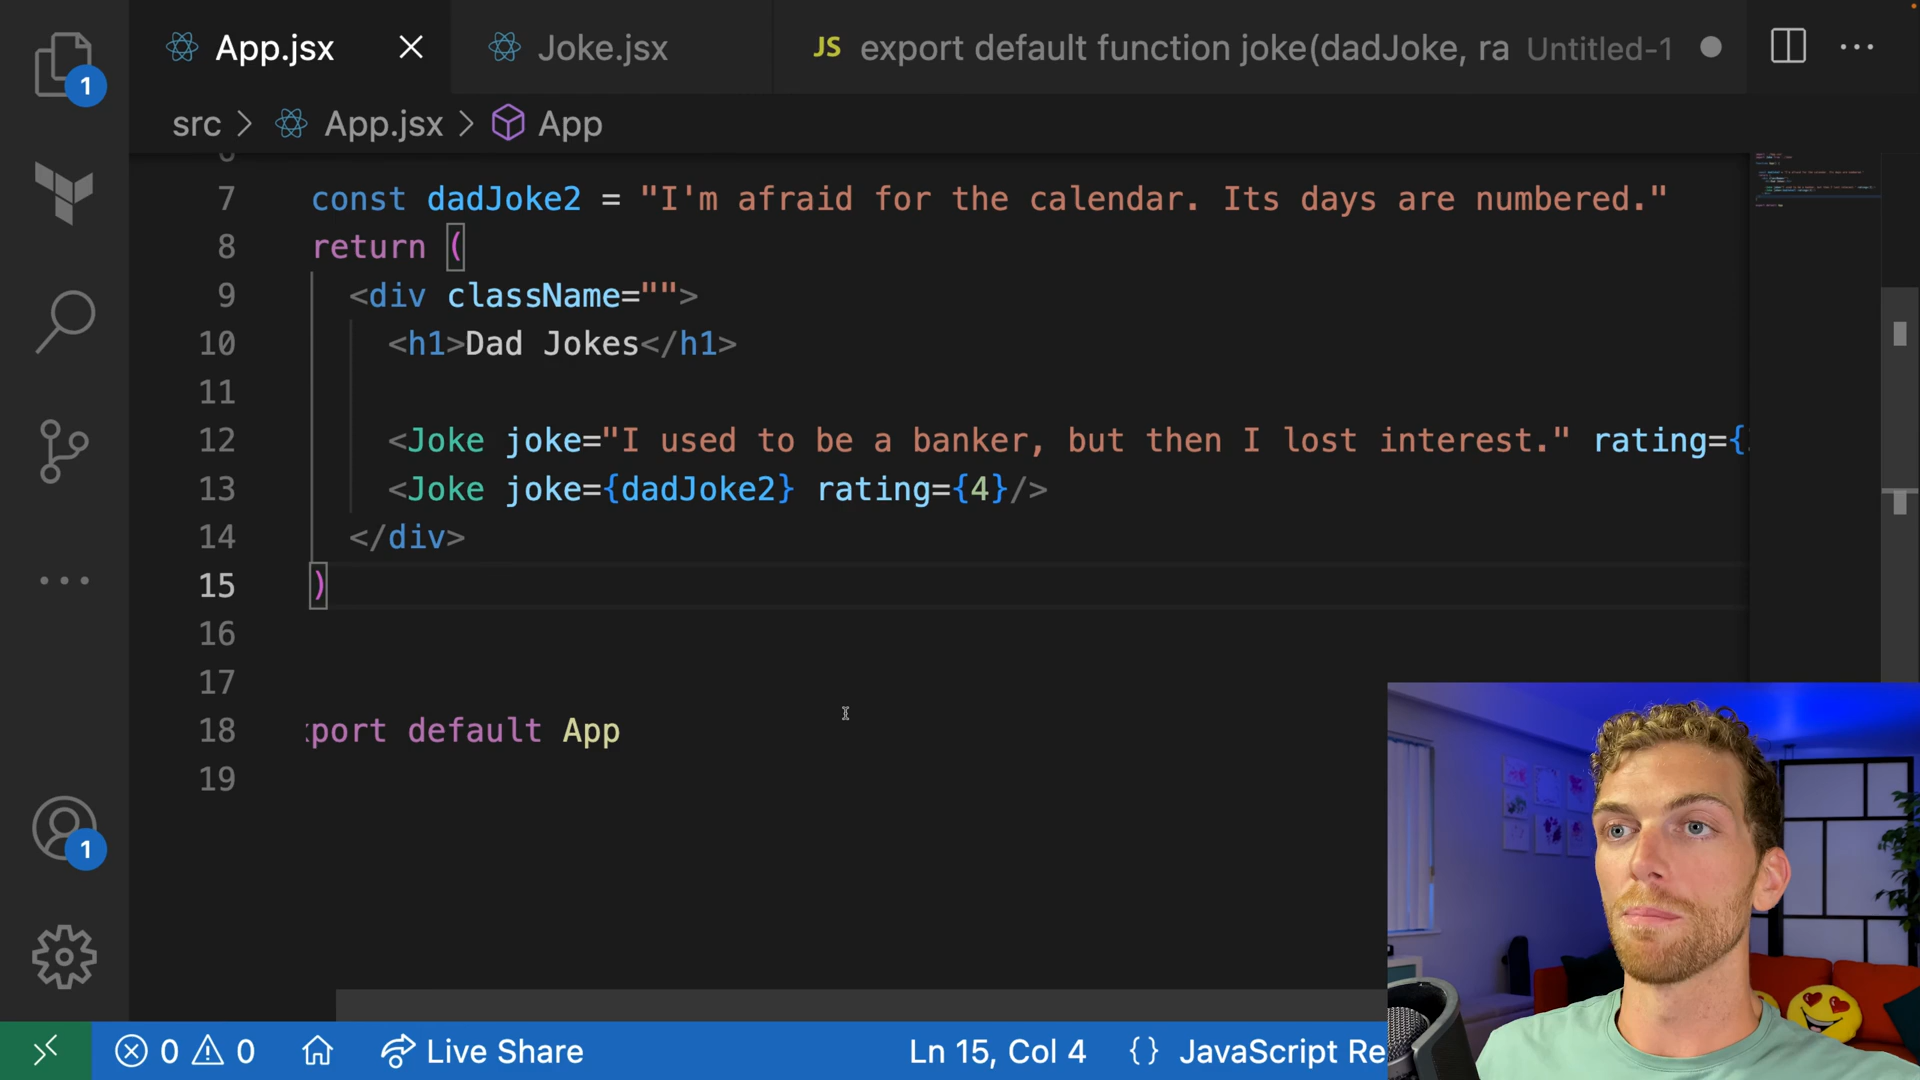 App.jsx
Joke.jsx
JS export default function joke(dadJoke, ra Untitled-1
1
src > App.jsx > App
7 const dadJoke2 = "I'm afraid for the calendar. Its days are numbered."
8 return (
9 <div className="">
10 <h1>Dad Jokes</h1>
11
12 <Joke joke="I used to be a banker, but then I lost interest." rating={
13 <Joke joke={dadJoke2} rating={4}/>
14 </div>
15 )
16
17
18 port default App
19
1
0 0 Live Share Ln 15, Col 4 {} JavaScript Re